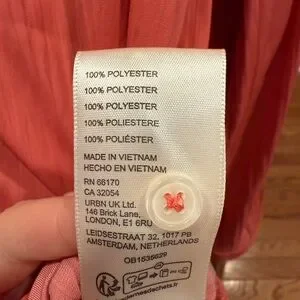 100% POLYESTER
100% POLYESTER
100% POLYESTER
100% POLIESTERE
100% POLIÉSTER
MADE IN VIETNAM
HECHO EN VIETNAM
RN 66170
CA 32054
URBN UK Ltd.
146 Brick Lane,
LONDON, E1 6RU
LEIDSESTRAAT 32, 1017 PB
AMSTERDAM, NETHERLANDS
OB1535629